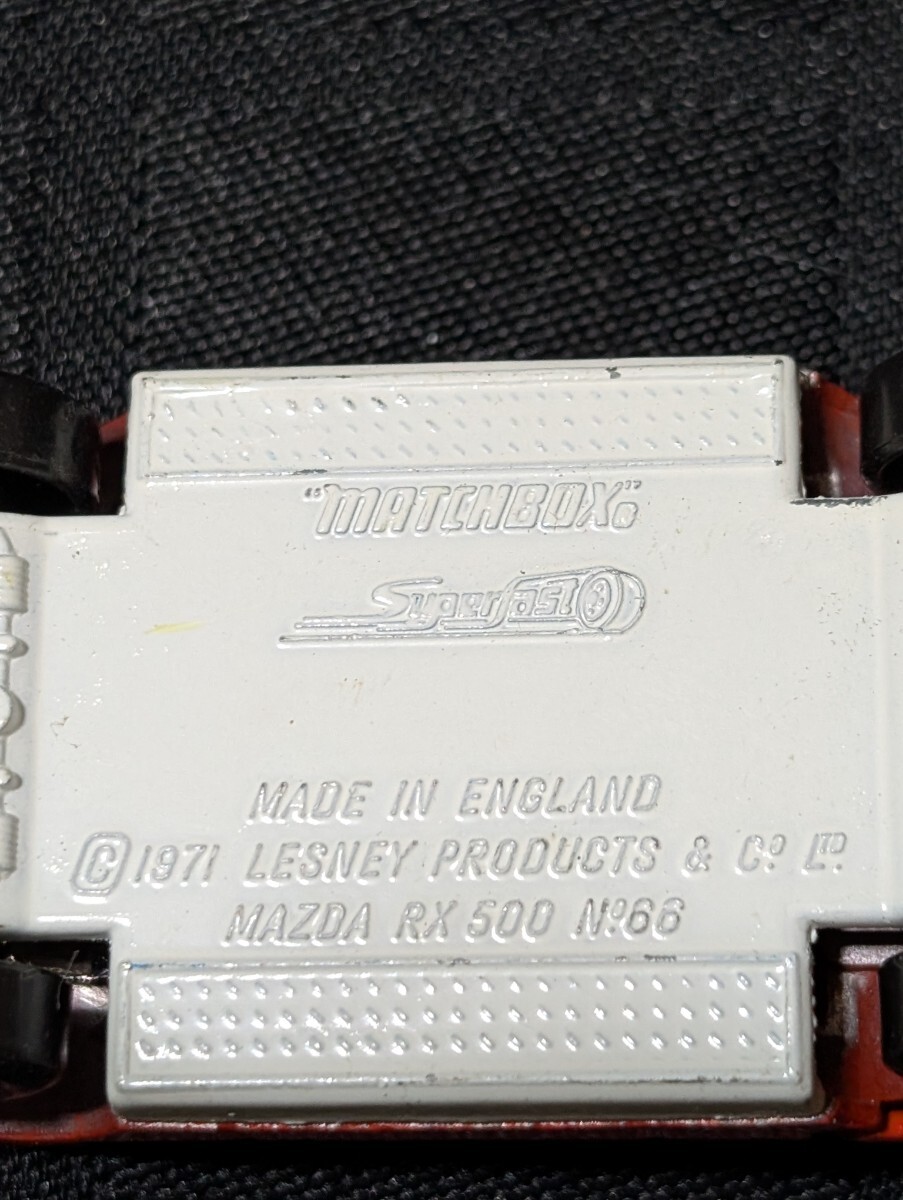 "MATCHBOX"®
Superfast
MADE IN ENGLAND
©1971 LESNEY PRODUCTS & Cº LTD
MAZDA RX 500 Nº66